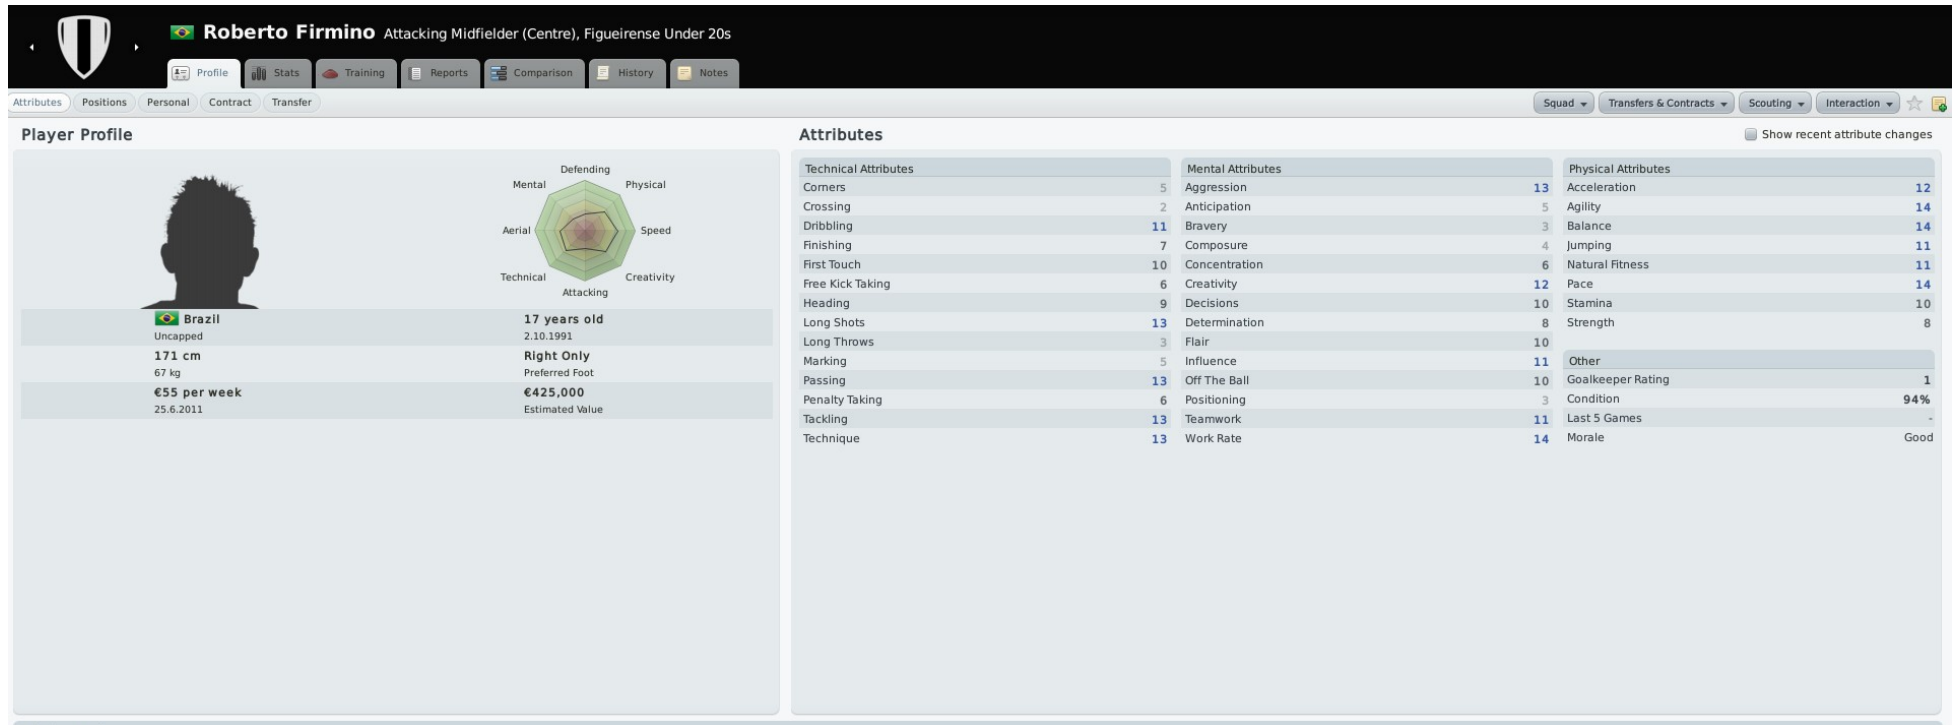 Roberto Firmino Attacking Midfielder (Centre), Figueirense Under 20s
Profile Stats Training Reports Comparison History Notes
Attributes Positions Personal Contract Transfer Squad Transfers & Contracts Scouting Interaction
Player Profile
Defending
Mental Physical
Aerial Speed
Technical Creativity
Attacking
Brazil 17 years old
Uncapped 2.10.1991
171 cm Right Only
67 kg Preferred Foot
€55 per week €425,000
25.6.2011 Estimated Value
Attributes Show recent attribute changes
Technical Attributes
Corners 5
Crossing 2
Dribbling 11
Finishing 7
First Touch 10
Free Kick Taking 6
Heading 9
Long Shots 13
Long Throws 3
Marking 5
Passing 13
Penalty Taking 6
Tackling 13
Technique 13
Mental Attributes
Aggression 13
Anticipation 5
Bravery 3
Composure 4
Concentration 6
Creativity 12
Decisions 10
Determination 8
Flair 10
Influence 11
Off The Ball 10
Positioning 3
Teamwork 11
Work Rate 14
Physical Attributes
Acceleration 12
Agility 14
Balance 14
Jumping 11
Natural Fitness 11
Pace 14
Stamina 10
Strength 8
Other
Goalkeeper Rating 1
Condition 94%
Last 5 Games -
Morale Good